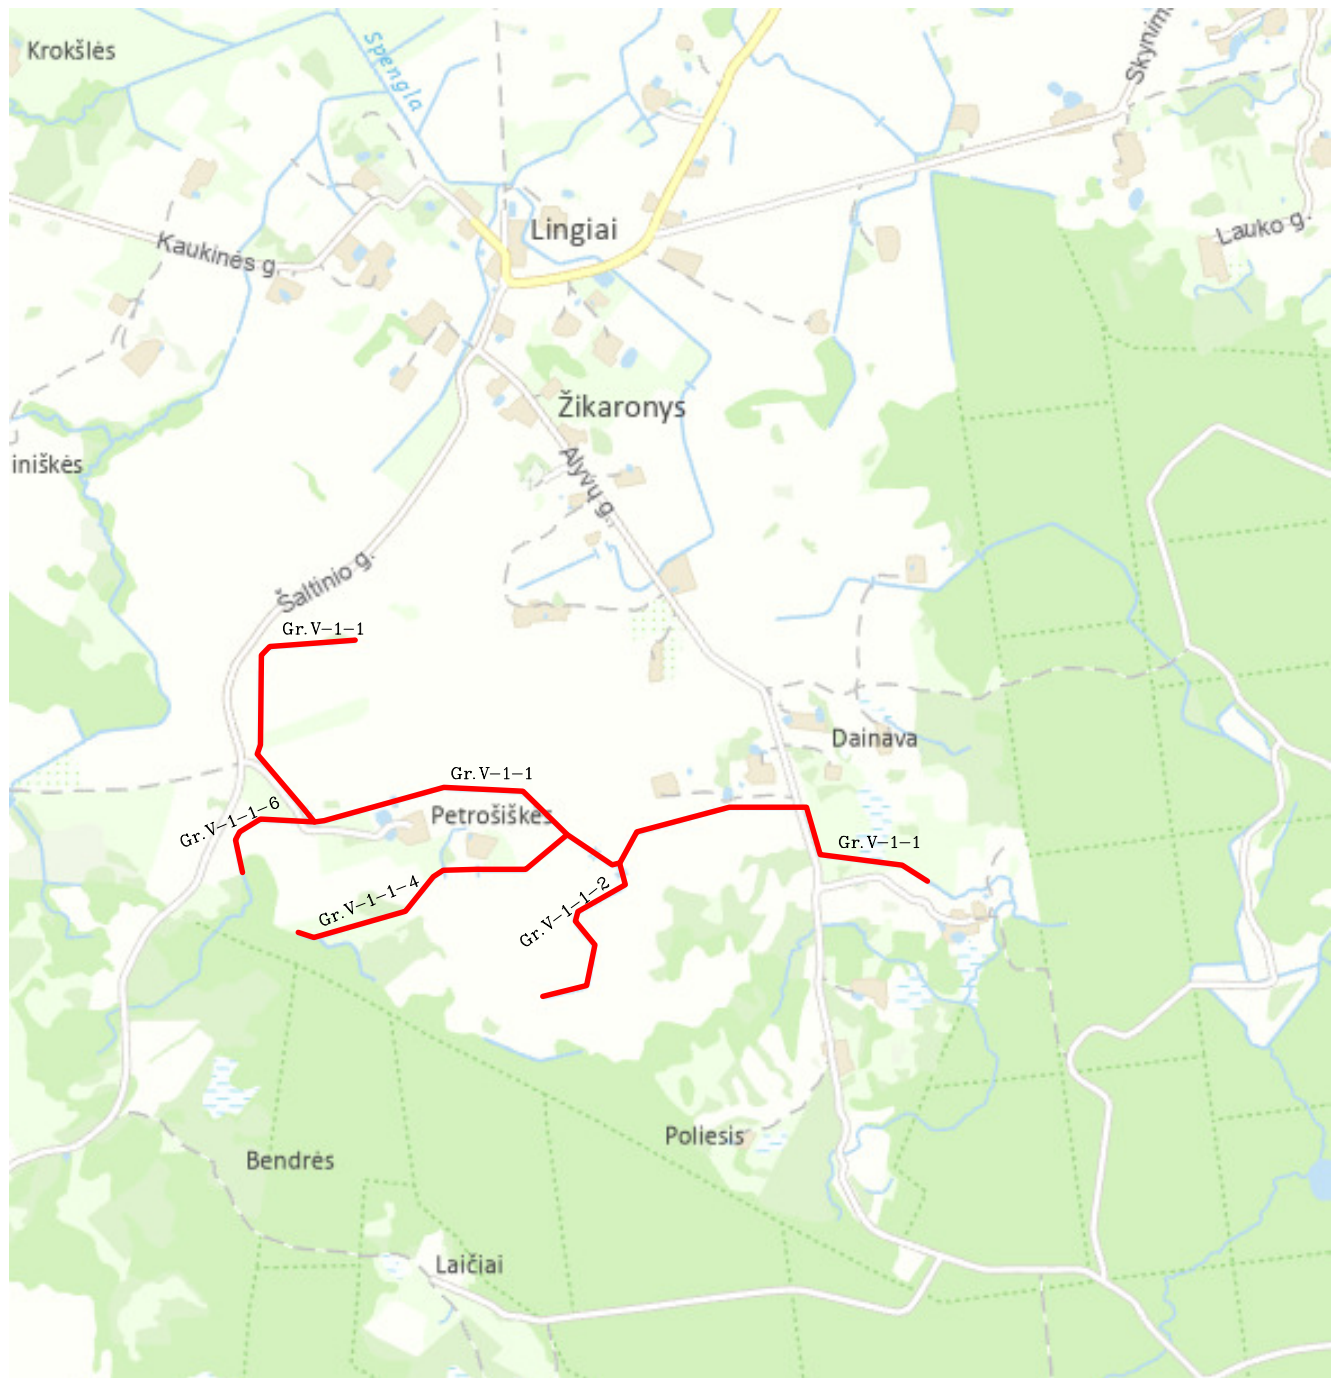 Krokšlės
Spengla
Skynim
Lingiai
Lauko g.
Kaukinės g.
Žikaronys
iniškės
Alyvų g.
Šaltinio g.
Gr.V-1-1
Dainava
Gr.V-1-1
Gr.V-1-1-6
Petrošiškės
Gr.V-1-1
Gr.V-1-1-4
Gr.V-1-1-2
Poliesis
Bendrės
Laičiai